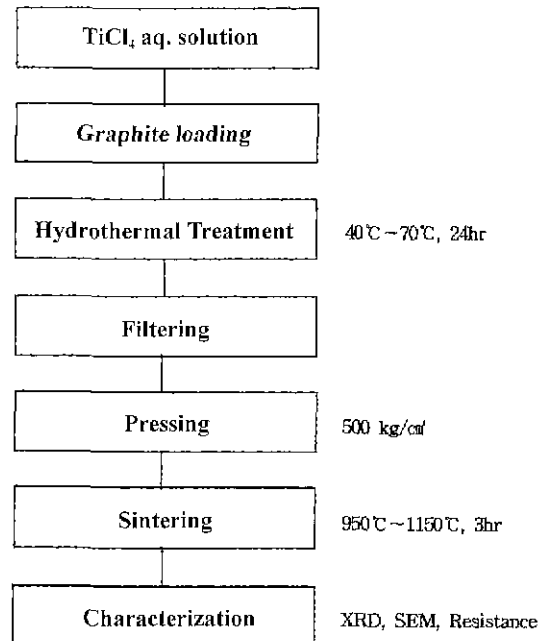 TiCl₄ aq. solution
Graphite loading
Hydrothermal Treatment 40℃~70℃, 24hr
Filtering
Pressing 500 kg/㎠
Sintering 950℃~1150℃, 3hr
Characterization XRD, SEM, Resistance